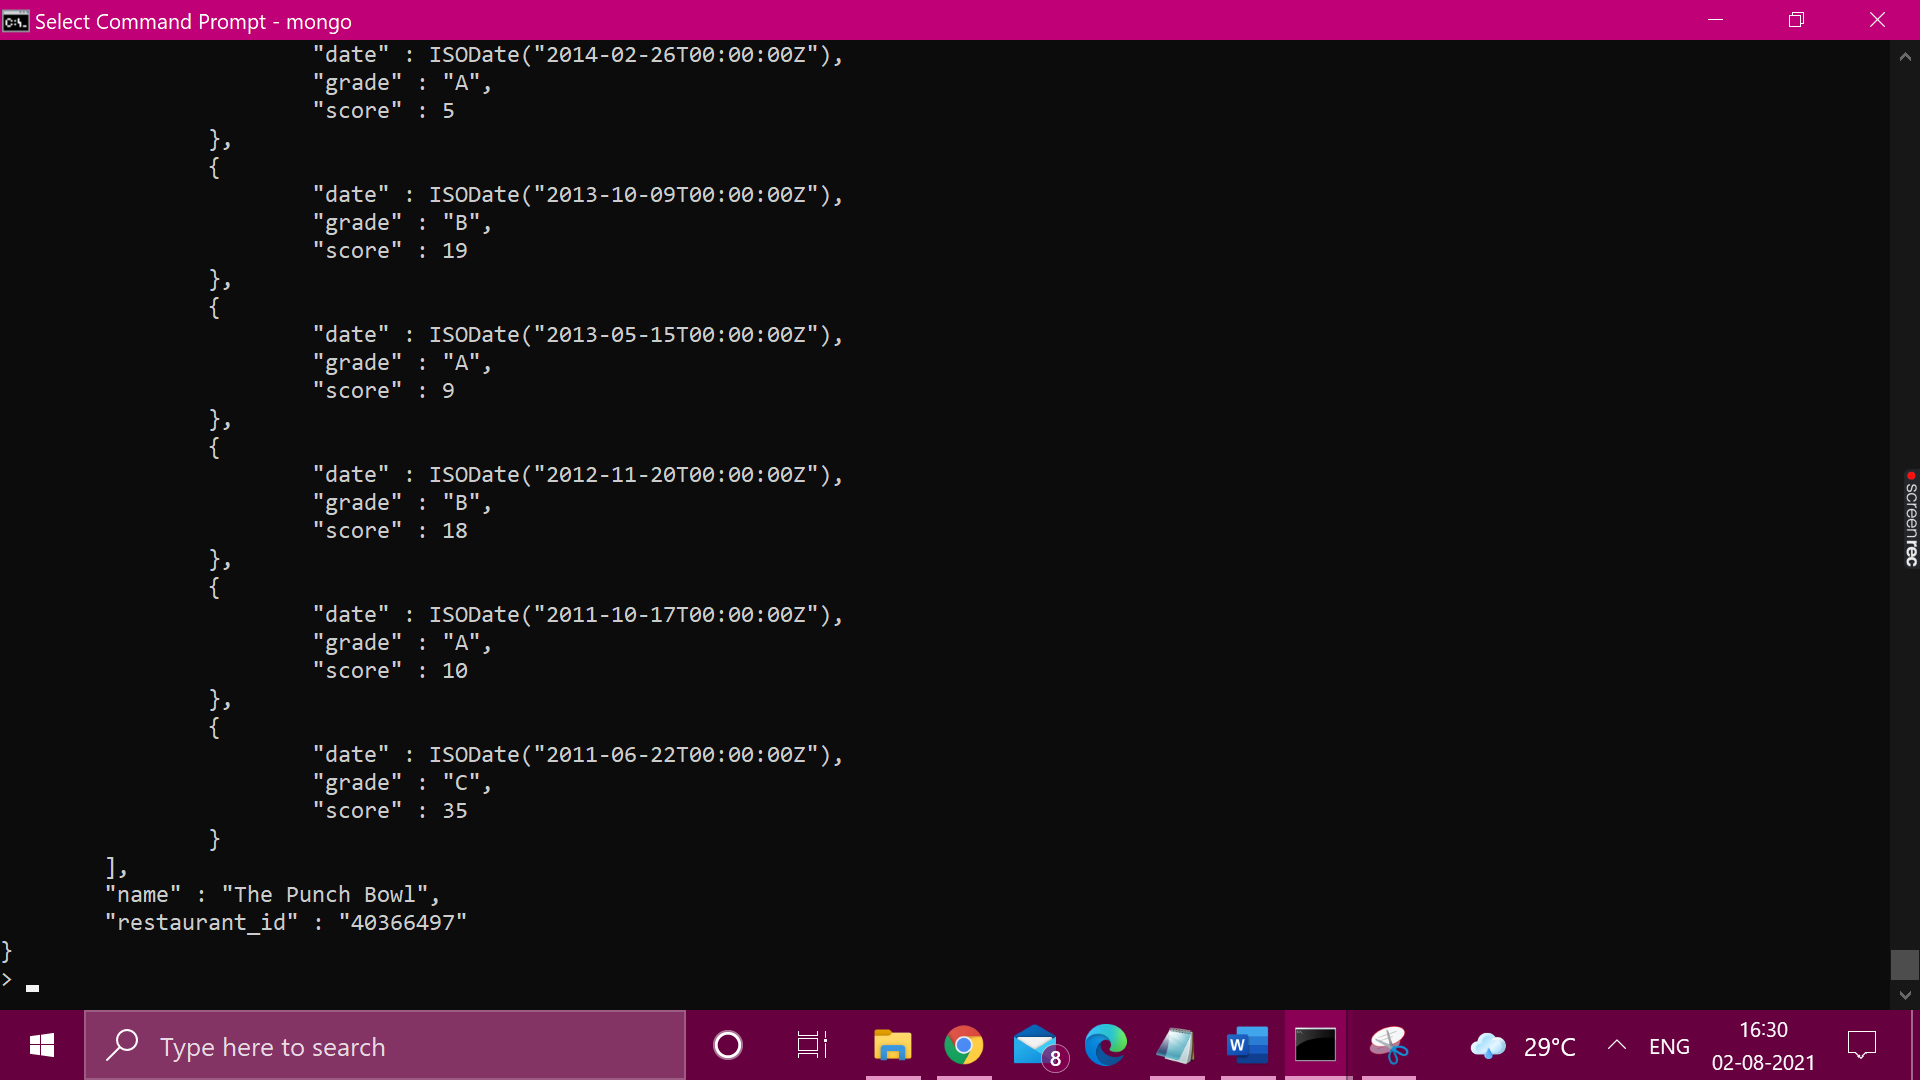 Select Command Prompt - mongo
"date" : ISODate("2014-02-26T00:00:00Z"),
"grade" : "A",
"score" : 5
},
{
"date" : ISODate("2013-10-09T00:00:00Z"),
"grade" : "B",
"score" : 19
},
{
"date" : ISODate("2013-05-15T00:00:00Z"),
"grade" : "A",
"score" : 9
},
{
"date" : ISODate("2012-11-20T00:00:00Z"),
"grade" : "B",
"score" : 18
},
{
"date" : ISODate("2011-10-17T00:00:00Z"),
"grade" : "A",
"score" : 10
},
{
"date" : ISODate("2011-06-22T00:00:00Z"),
"grade" : "C",
"score" : 35
}
],
"name" : "The Punch Bowl",
"restaurant_id" : "40366497"
}
>
screenrec
Type here to search
8
W
29°C
ENG
16:30
02-08-2021